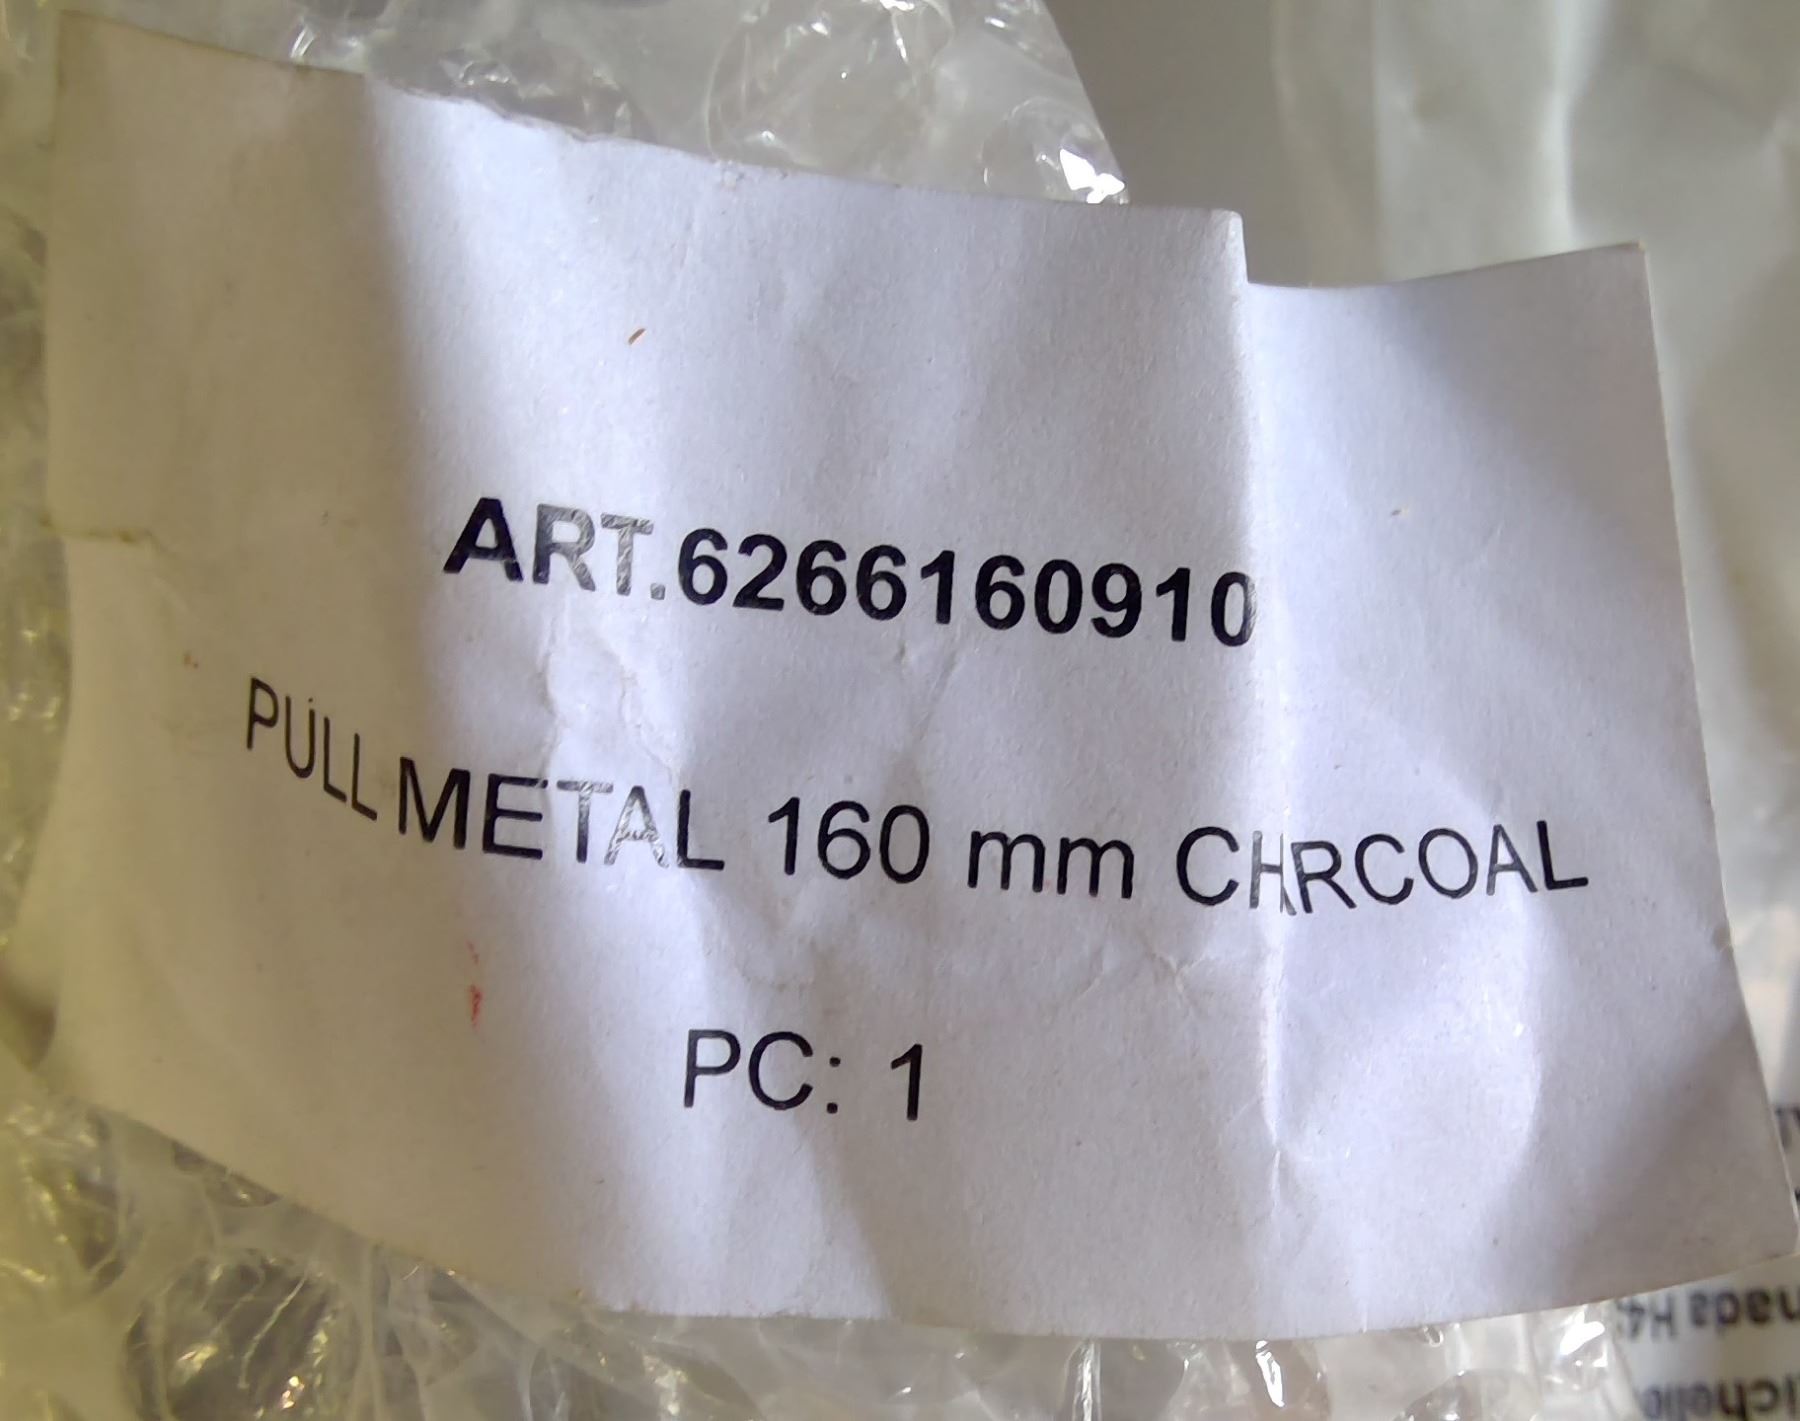 ART.6266160910
PULL METAL 160 mm CHRCOAL
PC: 1